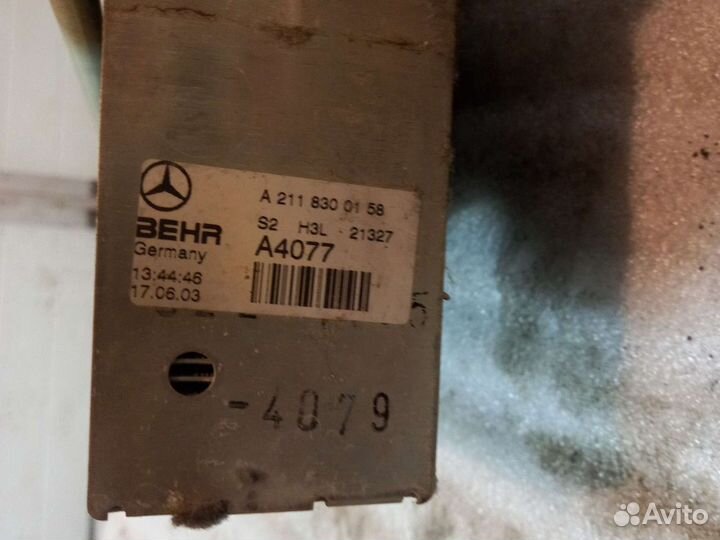 A 211 830 01 58
BEHR
S2 H3L - 21327
Germany
A4077
13:44:46
17.06.03
-4079
Avito